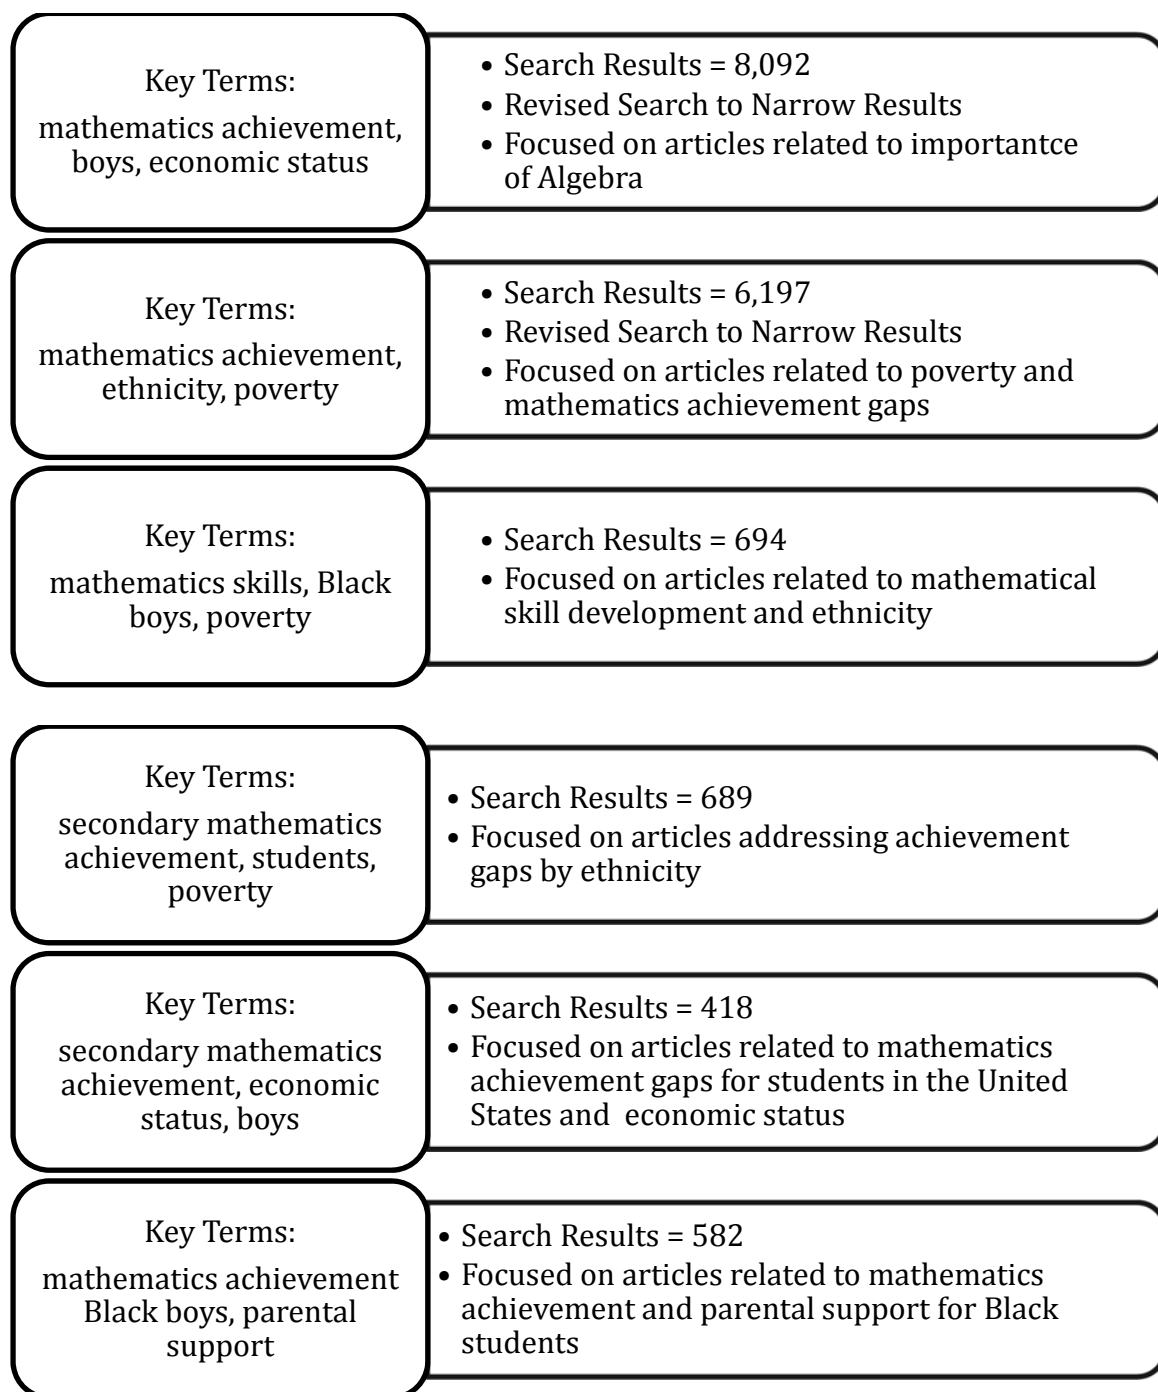 Key Terms:
mathematics achievement,
boys, economic status
• Search Results = 8,092
• Revised Search to Narrow Results
• Focused on articles related to importantce
of Algebra
Key Terms:
mathematics achievement,
ethnicity, poverty
• Search Results = 6,197
• Revised Search to Narrow Results
• Focused on articles related to poverty and
mathematics achievement gaps
Key Terms:
mathematics skills, Black
boys, poverty
• Search Results = 694
• Focused on articles related to mathematical
skill development and ethnicity
Key Terms:
secondary mathematics
achievement, students,
poverty
• Search Results = 689
• Focused on articles addressing achievement
gaps by ethnicity
Key Terms:
secondary mathematics
achievement, economic
status, boys
• Search Results = 418
• Focused on articles related to mathematics
achievement gaps for students in the United
States and  economic status
Key Terms:
mathematics achievement
Black boys, parental
support
• Search Results = 582
• Focused on articles related to mathematics
achievement and parental support for Black
students